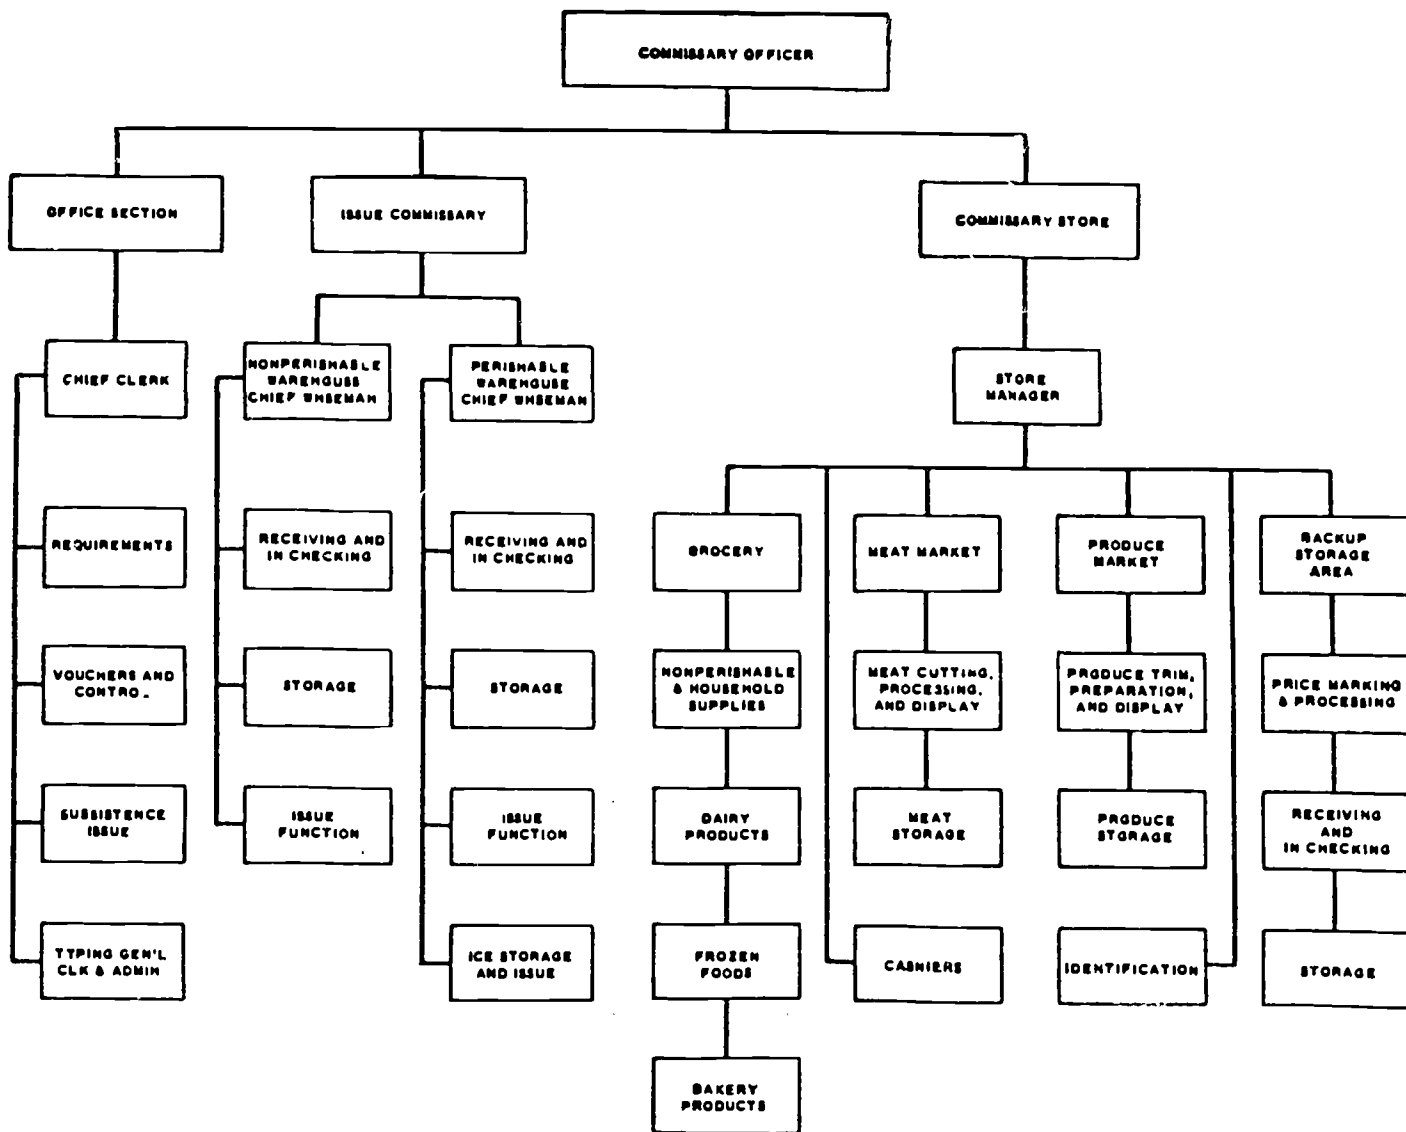 COMMISSARY OFFICER
OFFICE SECTION
ISSUE COMMISSARY
COMMISSARY STORE
CHIEF CLERK
NONPERISHABLE
WAREHOUSE
CHIEF WHSEMAN
PERISHABLE
WAREHOUSE
CHIEF WHSEMAN
STORE
MANAGER
REQUIREMENTS
RECEIVING AND
IN CHECKING
RECEIVING AND
IN CHECKING
GROCERY
MEAT MARKET
PRODUCE
MARKET
BACKUP
STORAGE
AREA
VOUCHERS AND
CONTRO_
STORAGE
STORAGE
NONPERISHABLE
& HOUSEHOLD
SUPPLIES
MEAT CUTTING,
PROCESSING,
AND DISPLAY
PRODUCE TRIM,
PREPARATION,
AND DISPLAY
PRICE MARKING
& PROCESSING
SUBSISTENCE
ISSUE
ISSUE
FUNCTION
ISSUE
FUNCTION
DAIRY
PRODUCTS
MEAT
STORAGE
PRODUCE
STORAGE
RECEIVING
AND
IN CHECKING
TYPING GEN'L
CLK & ADMIN
ICE STORAGE
AND ISSUE
FROZEN
FOODS
CASHIERS
IDENTIFICATION
STORAGE
BAKERY
PRODUCTS